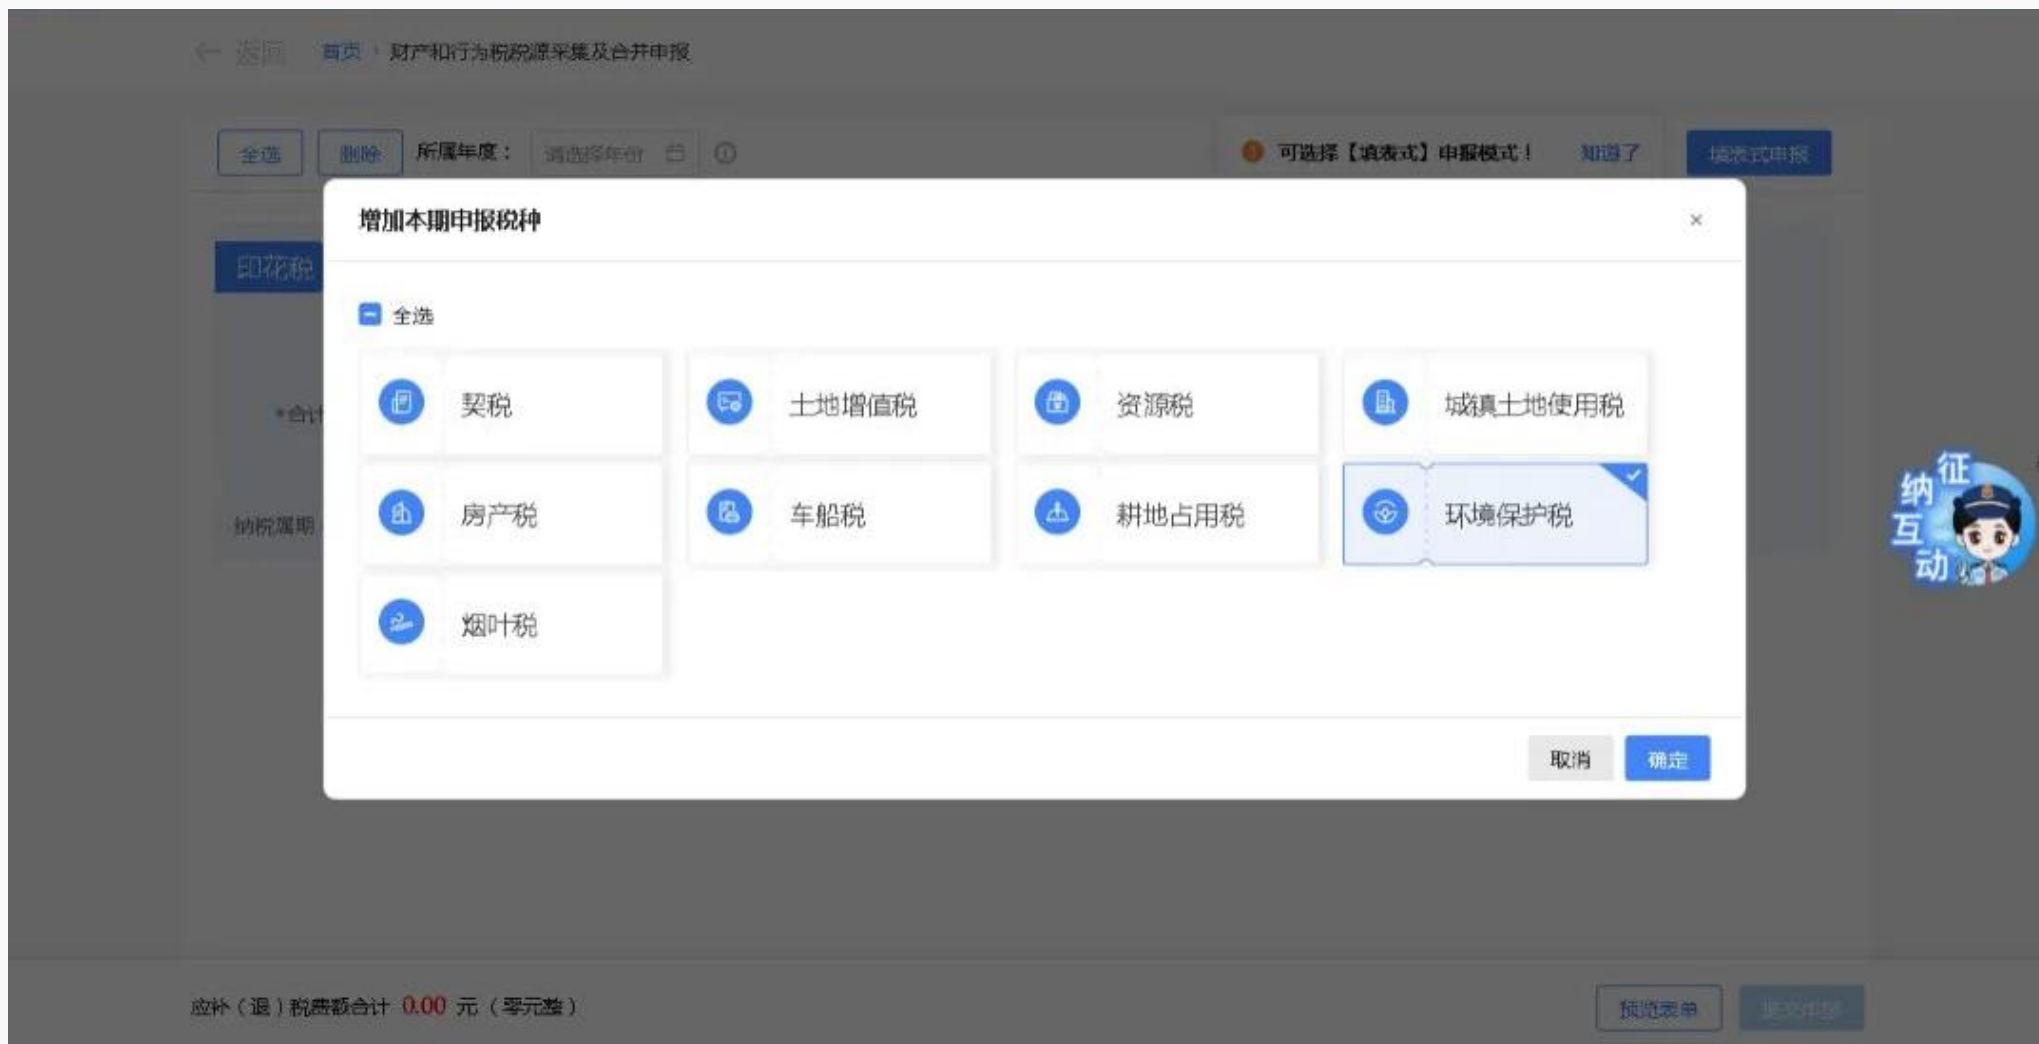 ← 返回 首页 财产和行为税税源采集及合并申报
全选 删除 所属年度： 请选择年份 可选择【填表式】申报模式！ 知道了 填表式申报
增加本期申报税种 ×
印花税
全选
契税 土地增值税 资源税 城镇土地使用税
*合计
房产税 车船税 耕地占用税 环境保护税
纳税属期
烟叶税
取消 确定
征
纳
互
动
应补（退）税费额合计 0.00 元（零元整） 预览表单 提交申报